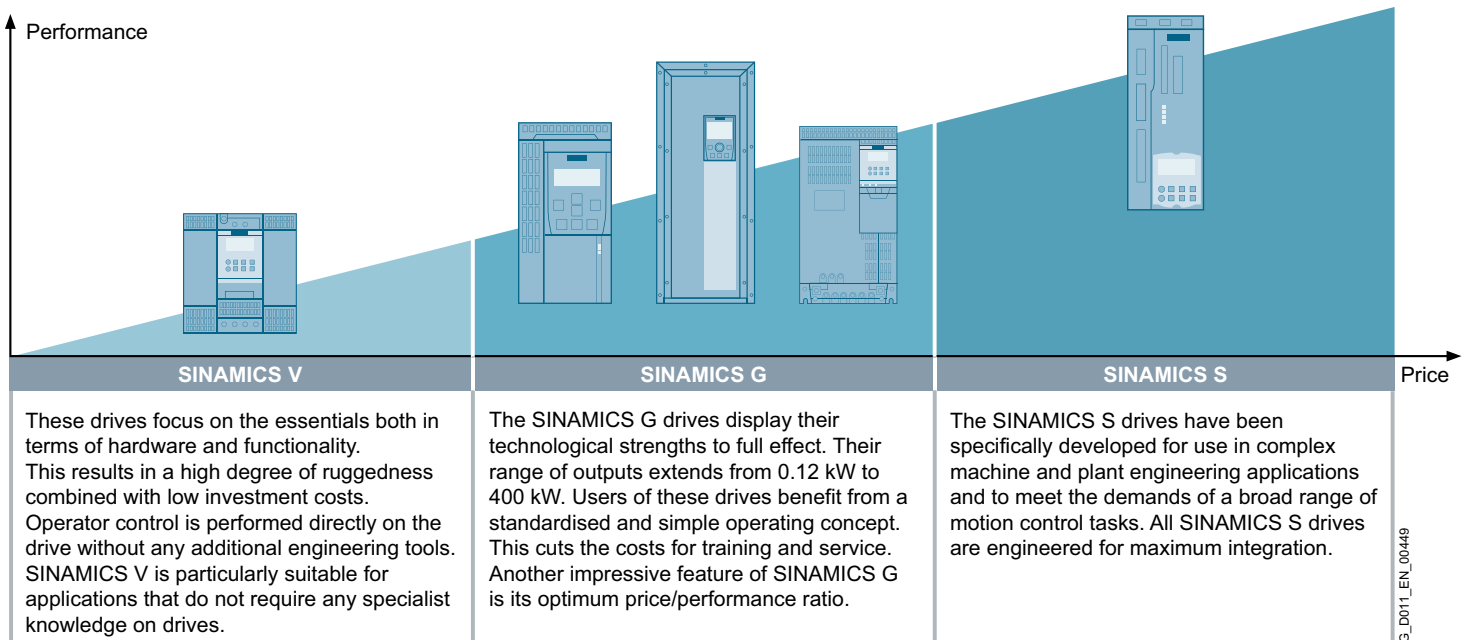 Performance
SINAMICS V
SINAMICS G
SINAMICS S
Price
These drives focus on the essentials both in
terms of hardware and functionality.
This results in a high degree of ruggedness
combined with low investment costs.
Operator control is performed directly on the
drive without any additional engineering tools.
SINAMICS V is particularly suitable for
applications that do not require any specialist
knowledge on drives.
The SINAMICS G drives display their
technological strengths to full effect. Their
range of outputs extends from 0.12 kW to
400 kW. Users of these drives benefit from a
standardised and simple operating concept.
This cuts the costs for training and service.
Another impressive feature of SINAMICS G
is its optimum price/performance ratio.
The SINAMICS S drives have been
specifically developed for use in complex
machine and plant engineering applications
and to meet the demands of a broad range of
motion control tasks. All SINAMICS S drives
are engineered for maximum integration.
G_D011_EN_00449